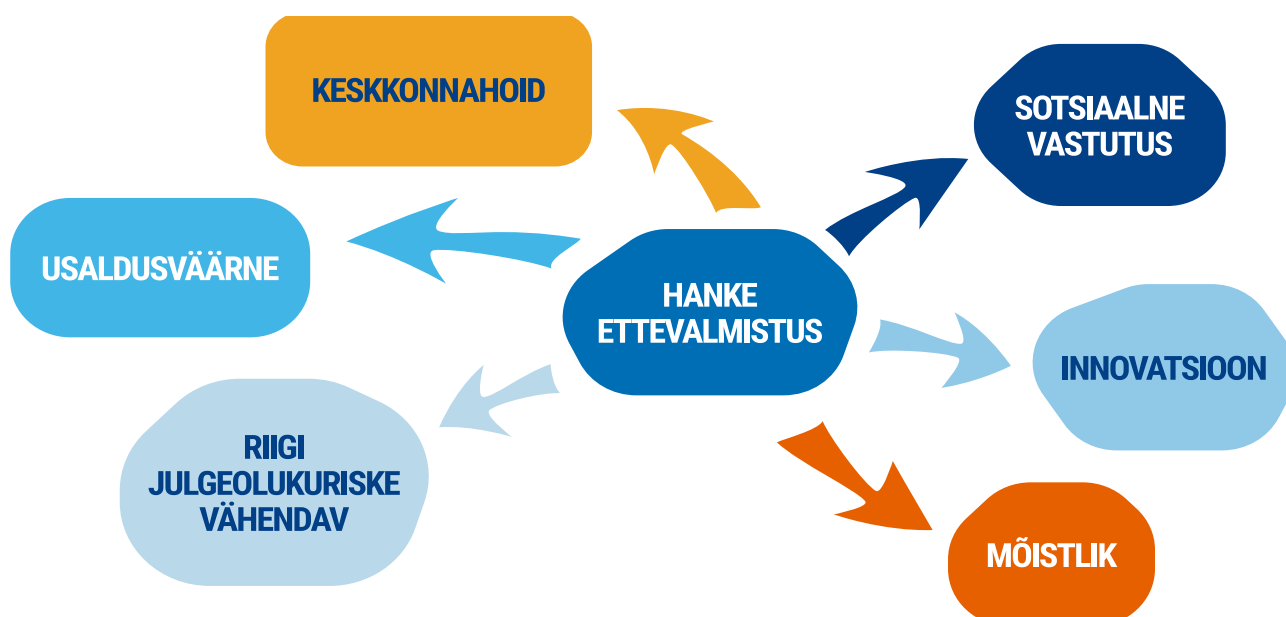 KESKKONNAHOID
SOTSIAALNE
VASTUTUS
USALDUSVÄÄRNE
HANKE
ETTEVALMISTUS
INNOVATSIOON
RIIGI
JULGEOLUKURISKE
VÄHENDAV
MÕISTLIK